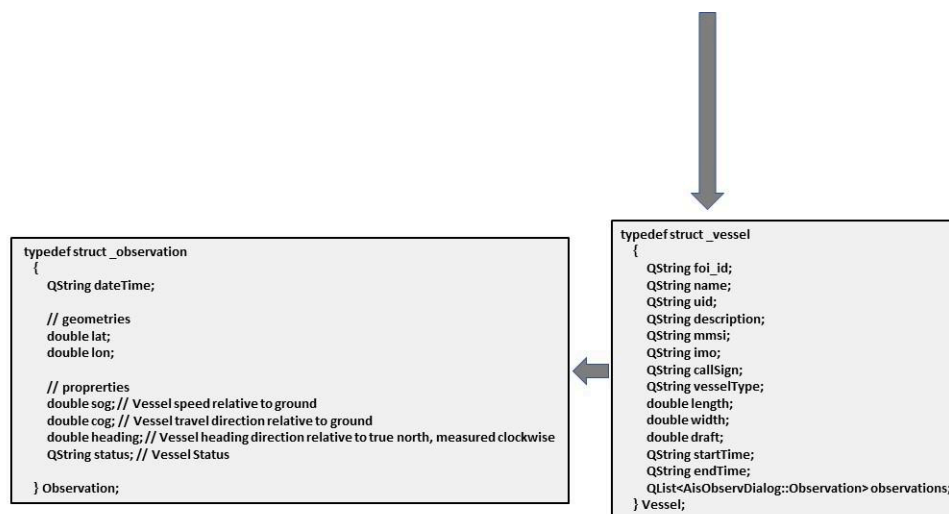 typedef struct _observation
{
QString dateTime;
// geometries
double lat;
double lon;
// proprerties
double sog; // Vessel speed relative to ground
double cog; // Vessel travel direction relative to ground
double heading; // Vessel heading direction relative to true north, measured clockwise
QString status; // Vessel Status
} Observation;
typedef struct _vessel
{
QString foi_id;
QString name;
QString uid;
QString description;
QString mmsi;
QString imo;
QString callSign;
QString vesselType;
double length;
double width;
double draft;
QString startTime;
QString endTime;
QList<AisObservDialog::Observation> observations;
} Vessel;